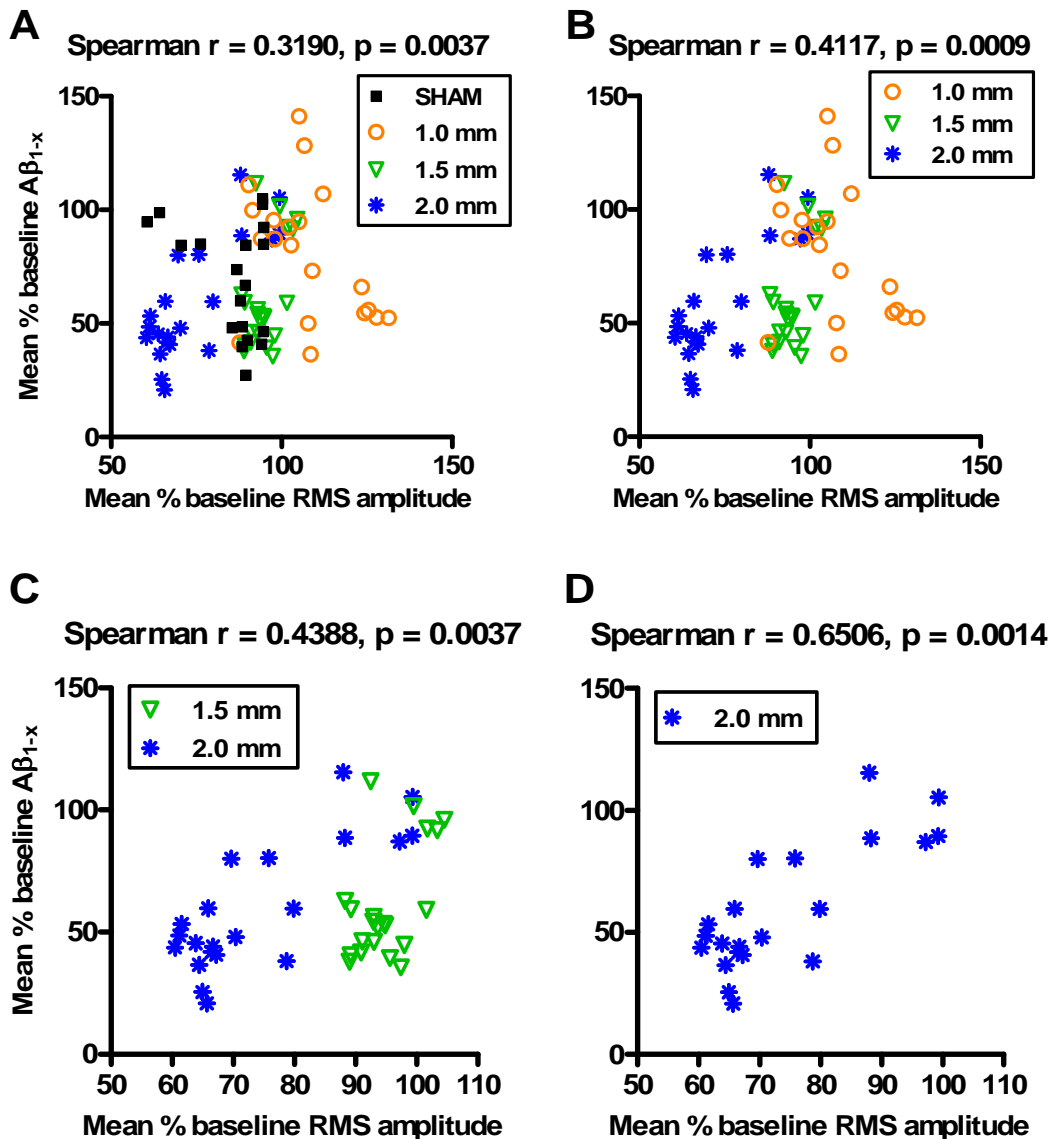 A
Spearman r = 0.3190, p = 0.0037
SHAM
1.0 mm
1.5 mm
2.0 mm
150
100
50
0
50 100 150
Mean % baseline Aβ1-x
Mean % baseline RMS amplitude
B
Spearman r = 0.4117, p = 0.0009
1.0 mm
1.5 mm
2.0 mm
150
100
50
0
50 100 150
Mean % baseline RMS amplitude
C
Spearman r = 0.4388, p = 0.0037
1.5 mm
2.0 mm
150
100
50
0
50 60 70 80 90 100 110
Mean % baseline Aβ1-x
Mean % baseline RMS amplitude
D
Spearman r = 0.6506, p = 0.0014
2.0 mm
150
100
50
0
50 60 70 80 90 100 110
Mean % baseline RMS amplitude